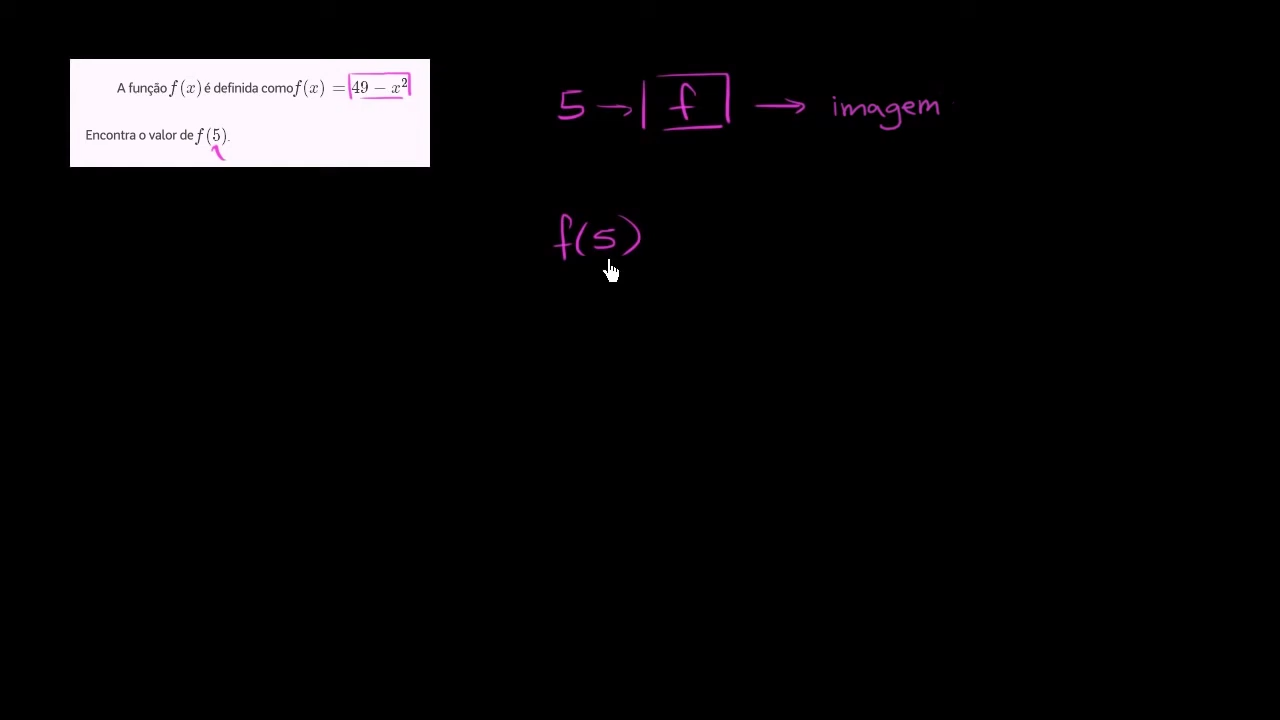 A função f(x) é definida como f(x) = 49 − x²
Encontra o valor de f(5).
5 → f → imagem
f(5)